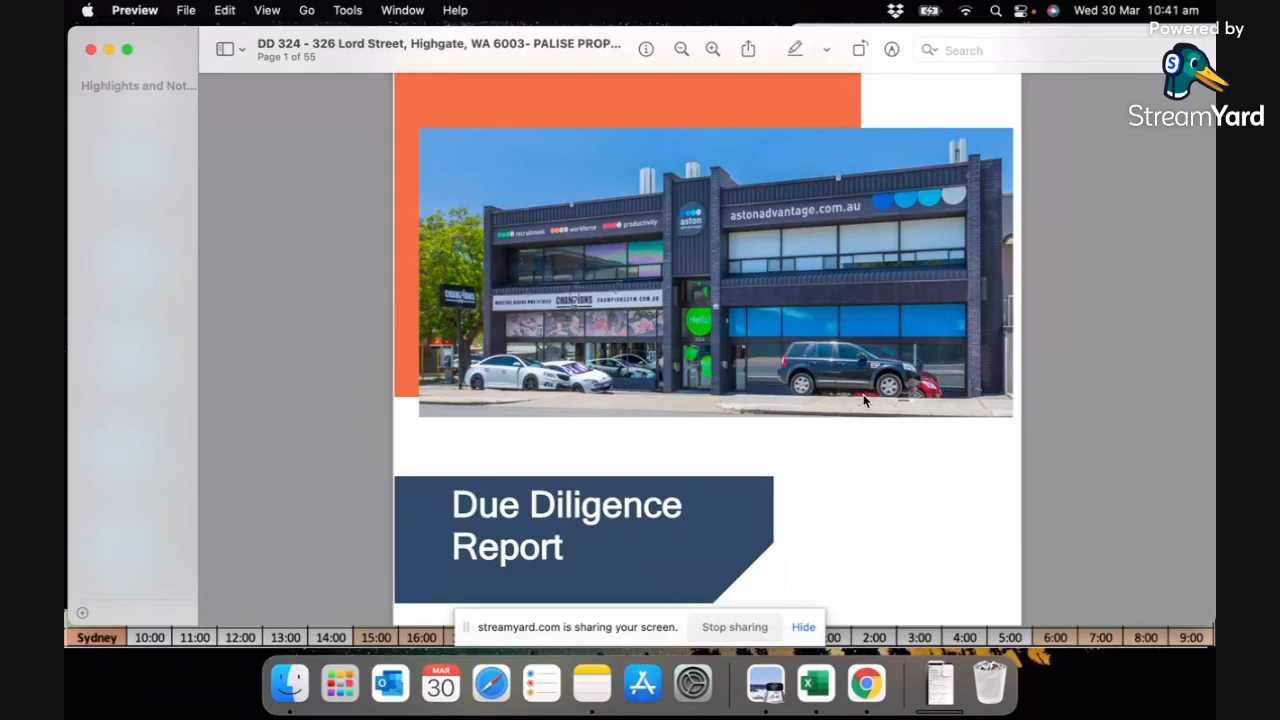 Preview File Edit View Go Tools Window Help Wed 30 Mar 10:41 am
Powered by
StreamYard
DD 324 - 326 Lord Street, Highgate, WA 6003- PALISE PROP...
Page 1 of 55
Search
Highlights and Not...
recruitment workforce productivity
aston
astonadvantage.com.au
CHAMPIONS
CHAMPIONS CHAMPIONSGYM.COM.AU
Hello!
Due Diligence
Report
streamyard.com is sharing your screen. Stop sharing Hide
Sydney 10:00 11:00 12:00 13:00 14:00 15:00 16:00 2:00 3:00 4:00 5:00 6:00 7:00 8:00 9:00
MAR
30